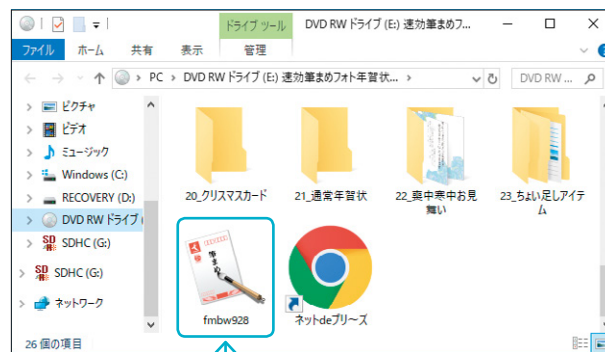 ドライブ ツール
DVD RW ドライブ (E:) 速効筆まめフ...
ファイル
ホーム
共有
表示
管理
PC > DVD RW ドライブ (E:) 速効筆まめフォト年賀状... >
DVD RW ...
ピクチャ
ビデオ
ミュージック
Windows (C:)
RECOVERY (D:)
DVD RW ドライブ (
SDHC (G:)
SDHC (G:)
ネットワーク
20_クリスマスカード
21_通常年賀状
22_喪中寒中お見
舞い
23_ちょい足しアイテ
ム
筆まめ
fmbw928
ネットdeプリ～ズ
26 個の項目